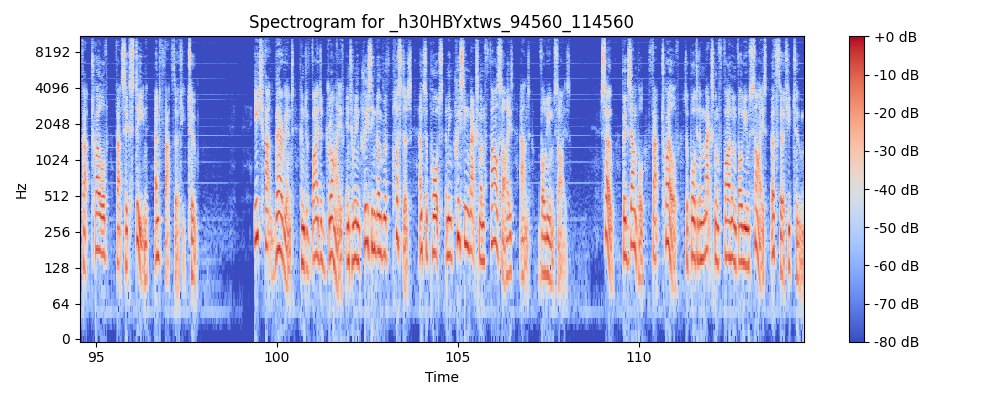 Spectrogram for _h30HBYxtws_94560_114560
Hz
8192
4096
2048
1024
512
256
128
64
0
95
100
105
110
Time
+0 dB
-10 dB
-20 dB
-30 dB
-40 dB
-50 dB
-60 dB
-70 dB
-80 dB